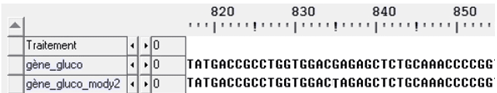 820 830 840 850
Traitement 0
gène_gluco 0 TATGACCGCCTGGTGGACGAGAGCTCTGCAAACCCCGG
gène_gluco_mody2 0 TATGACCGCCTGGTGGACTAGAGCTCTGCAAACCCCGG